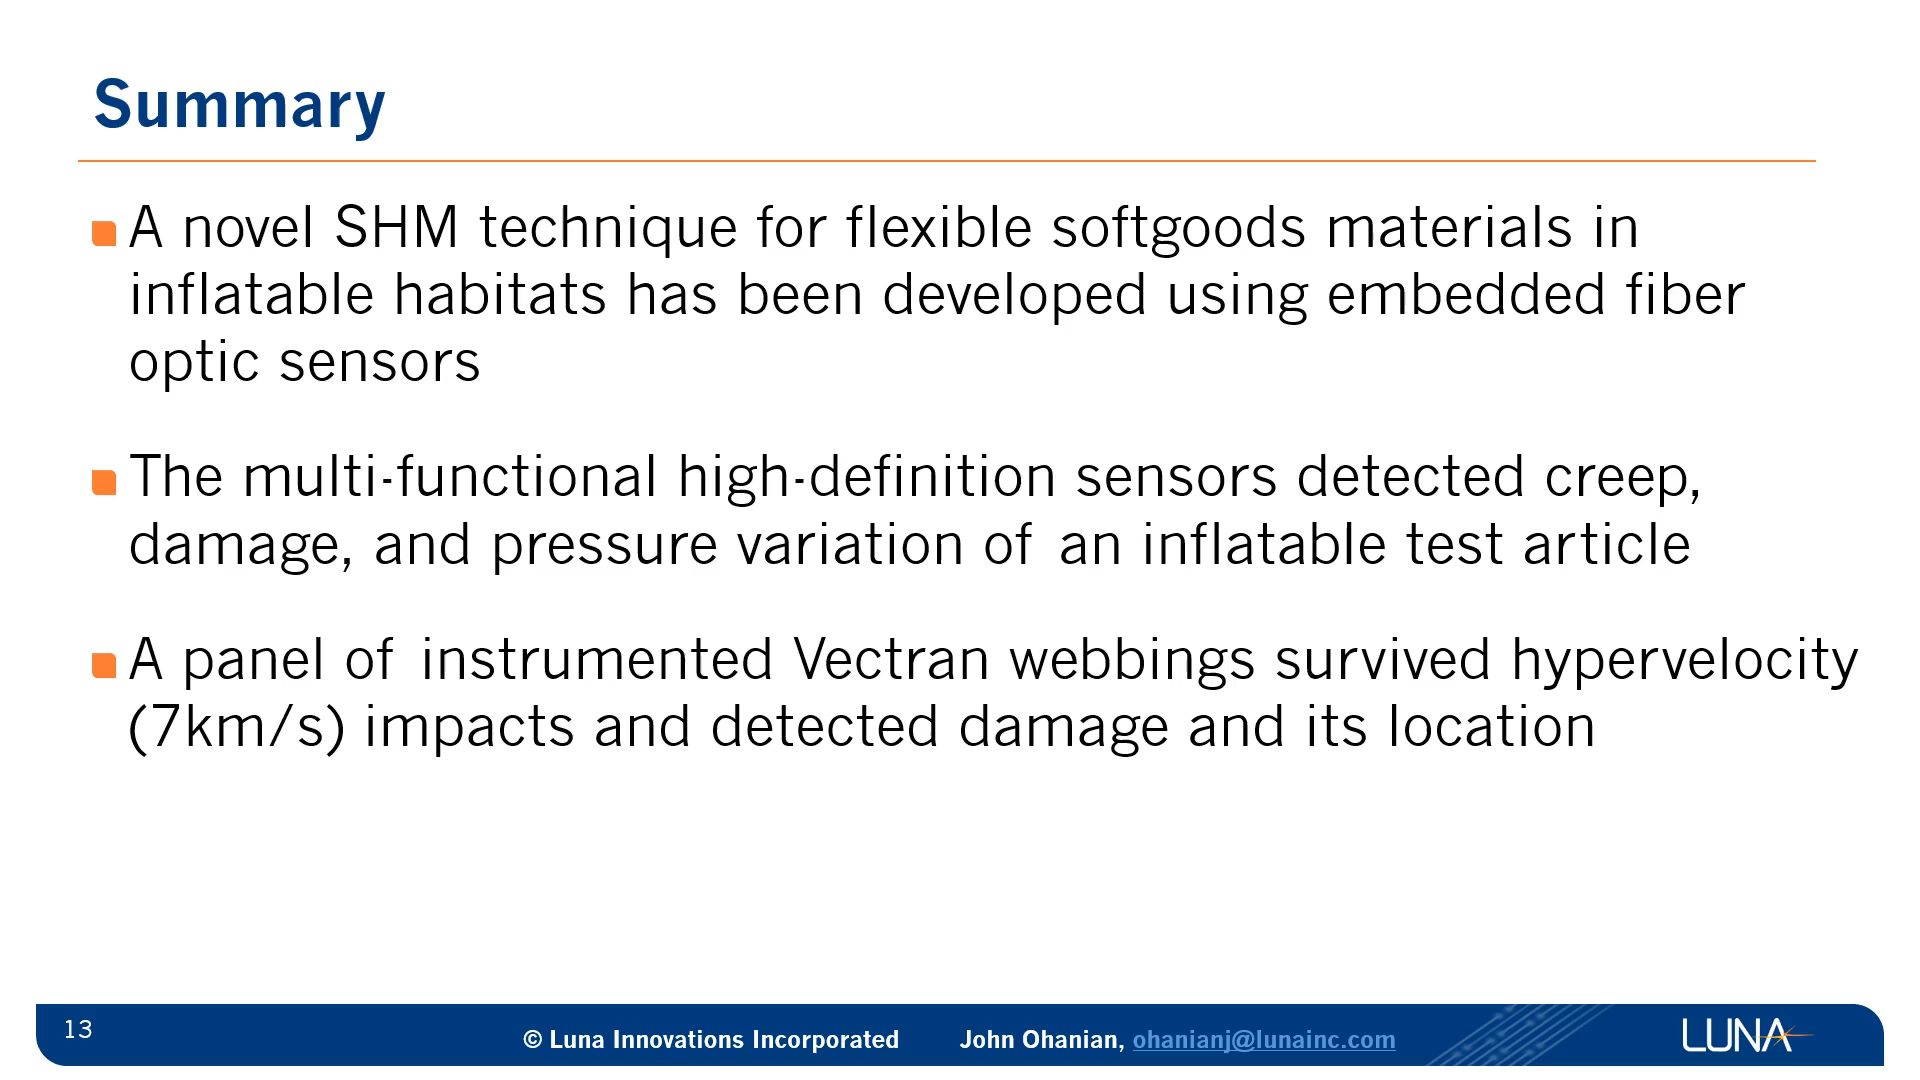 Summary
A novel SHM technique for flexible softgoods materials in
inflatable habitats has been developed using embedded fiber
optic sensors
The multi-functional high-definition sensors detected creep,
damage, and pressure variation of an inflatable test article
A panel of instrumented Vectran webbings survived hypervelocity
(7km/s) impacts and detected damage and its location
13
© Luna Innovations Incorporated John Ohanian, ohanianj@lunainc.com
LUNA